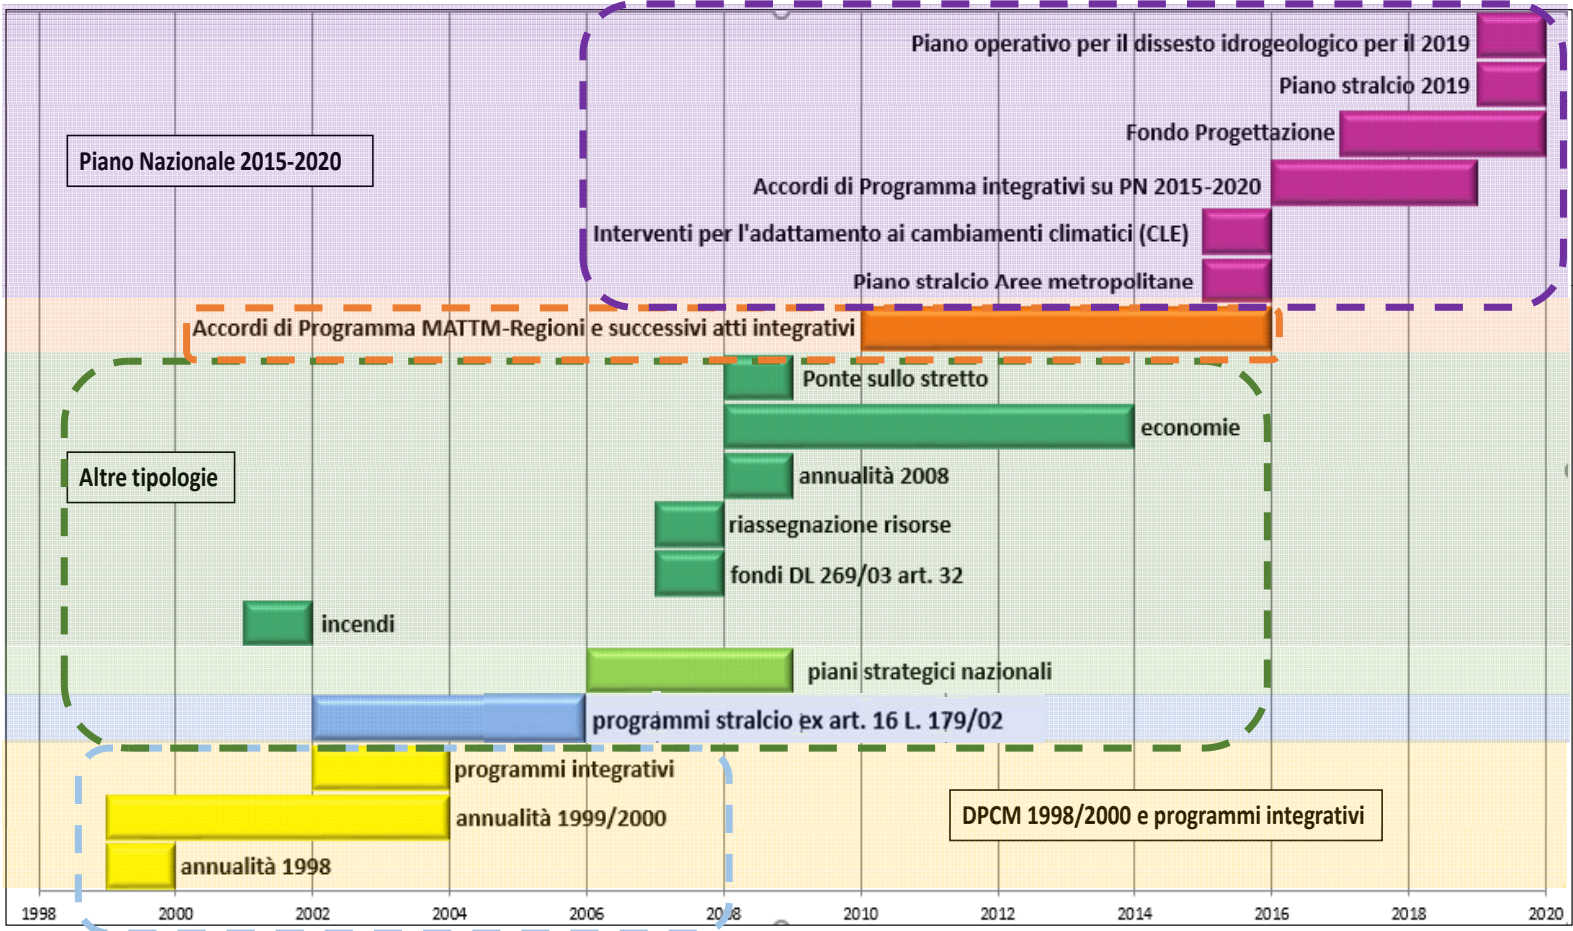 Piano operativo per il dissesto idrogeologico per il 2019
Piano stralcio 2019
Fondo Progettazione
Piano Nazionale 2015-2020
Accordi di Programma integrativi su PN 2015-2020
Interventi per l'adattamento ai cambiamenti climatici (CLE)
Piano stralcio Aree metropolitane
Accordi di Programma MATTM-Regioni e successivi atti integrativi
Ponte sullo stretto
economie
Altre tipologie
annualità 2008
riassegnazione risorse
fondi DL 269/03 art. 32
incendi
piani strategici nazionali
programmi stralcio ex art. 16 L. 179/02
programmi integrativi
annualità 1999/2000
DPCM 1998/2000 e programmi integrativi
annualità 1998
1998 2000 2002 2004 2006 2008 2010 2012 2014 2016 2018 2020